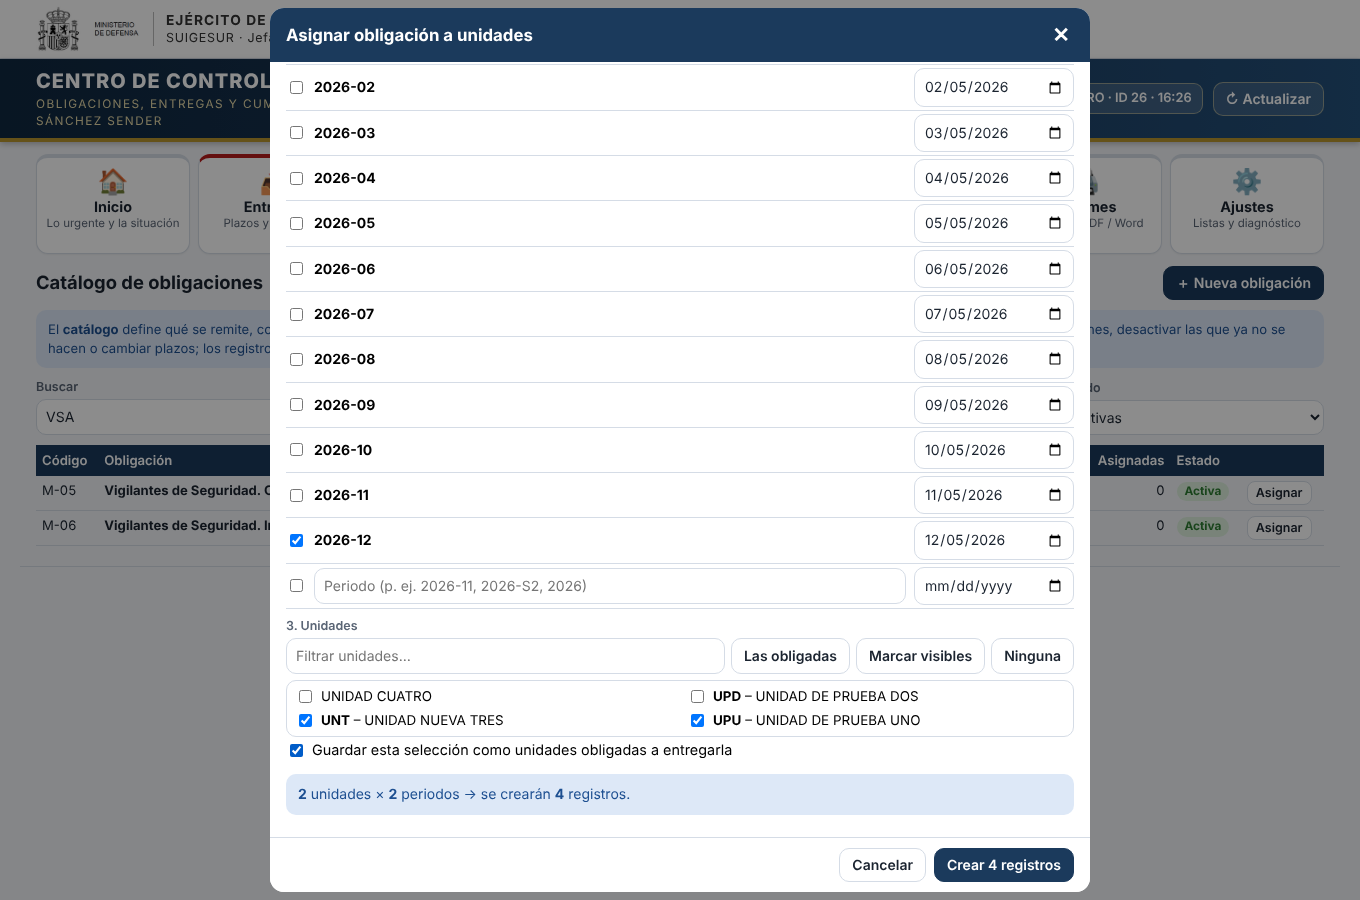 MINISTERIO
DE DEFENSA
EJÉRCITO DE
SUIGESUR · Jefa
CENTRO DE CONTROL
OBLIGACIONES, ENTREGAS Y CUM
SÁNCHEZ SENDER
RO · ID 26 · 16:26
↻ Actualizar
Inicio
Lo urgente y la situación
Entr
Plazos y
mes
DF / Word
Ajustes
Listas y diagnóstico
Catálogo de obligaciones
+ Nueva obligación
El catálogo define qué se remite, co
nes, desactivar las que ya no se
hacen o cambiar plazos; los registro
Buscar
do
VSA
tivas
Código Obligación
Asignadas Estado
M-05 Vigilantes de Seguridad. C
0 Activa Asignar
M-06 Vigilantes de Seguridad. In
0 Activa Asignar
Asignar obligación a unidades ✕
2026-02 02/05/2026
2026-03 03/05/2026
2026-04 04/05/2026
2026-05 05/05/2026
2026-06 06/05/2026
2026-07 07/05/2026
2026-08 08/05/2026
2026-09 09/05/2026
2026-10 10/05/2026
2026-11 11/05/2026
2026-12 12/05/2026
Periodo (p. ej. 2026-11, 2026-S2, 2026) mm/dd/yyyy
3. Unidades
Filtrar unidades... Las obligadas Marcar visibles Ninguna
UNIDAD CUATRO UPD – UNIDAD DE PRUEBA DOS
UNT – UNIDAD NUEVA TRES UPU – UNIDAD DE PRUEBA UNO
Guardar esta selección como unidades obligadas a entregarla
2 unidades × 2 periodos → se crearán 4 registros.
Cancelar Crear 4 registros